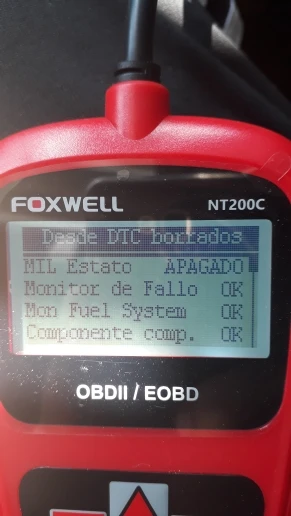 FOXWELL NT200C
Desde DTC borrados
MIL Estato APAGADO
Monitor de Fallo OK
Mon Fuel System OK
Componente comp. OK
OBDII / EOBD